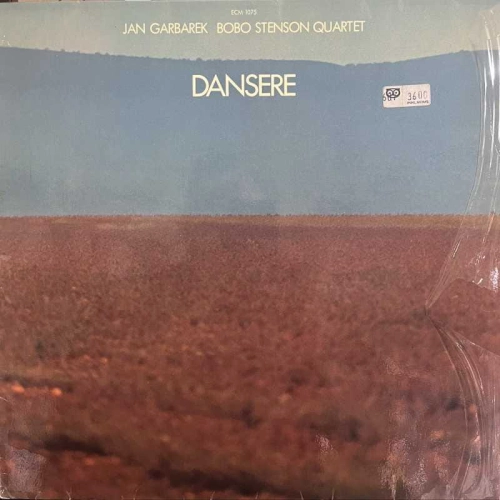 ECM 1075
JAN GARBAREK BOBO STENSON QUARTET
DANSERE
3600